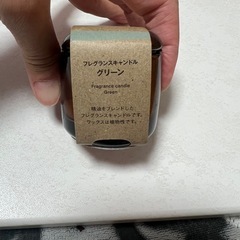 フレグランスキャンドル
グリーン
Fragrance candle
Green
精油をブレンドした
フレグランスキャンドルです。
ワックスは植物性です。